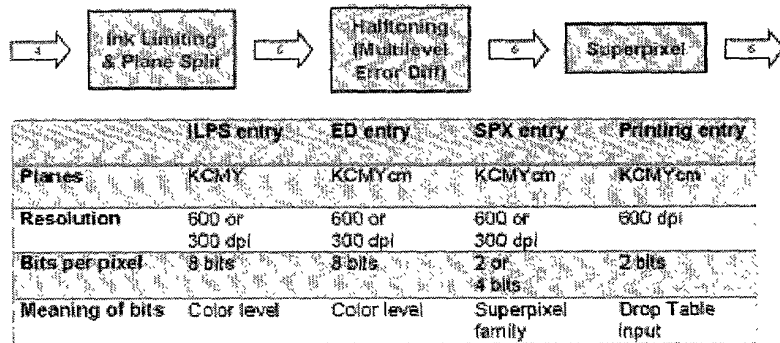 4
Ink Limiting
& Plane Split
Halftoning
(Multilevel
Error Diff)
6
Superpixel
6
ILPS entry ED entry SPX entry Printing entry
Planes KCMY KCMYcm KCMYcm KCMYcm
Resolution 600 or 300 dpi 600 or 300 dpi 600 or 300 dpi 600 dpi
Bits per pixel 8 bits 8 bits 2 or 4 bits 2 bits
Meaning of bits Color level Color level Superpixel family Drop Table input